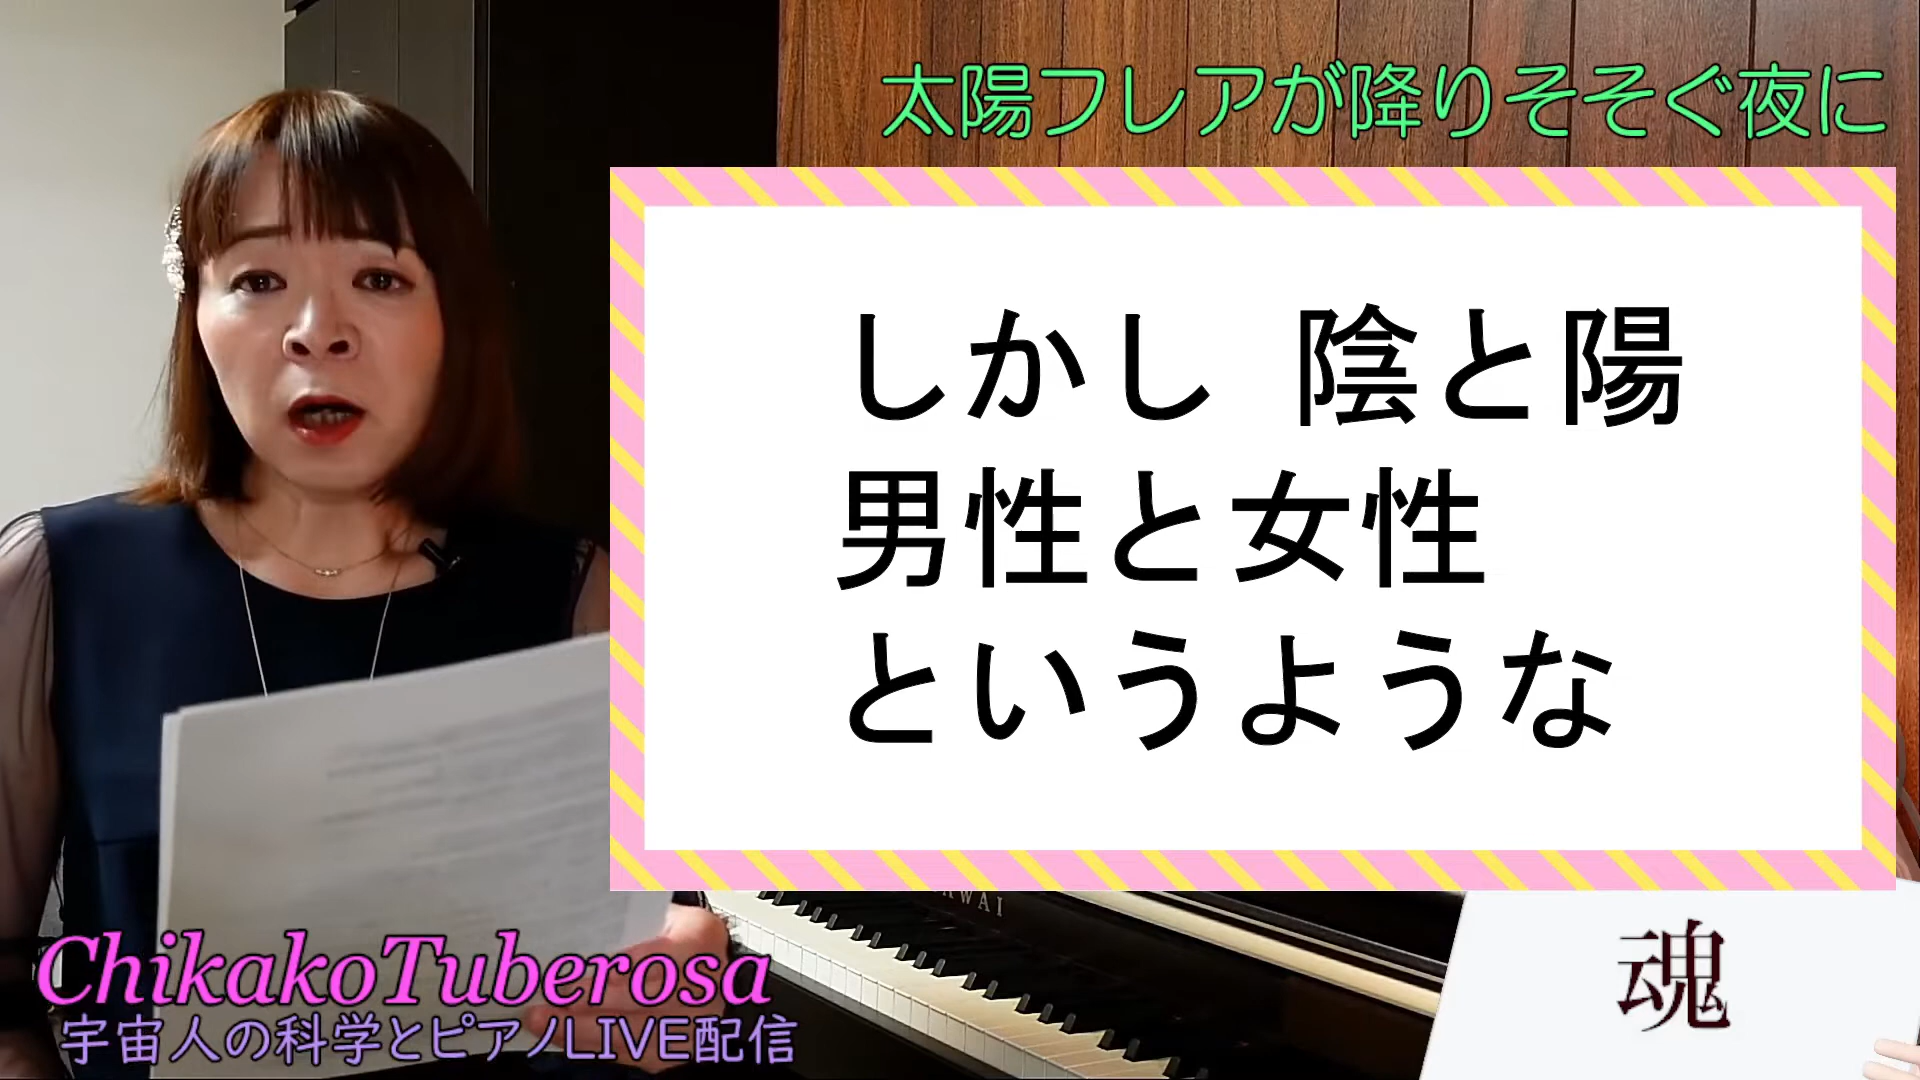 太陽フレアが降りそそぐ夜に
しかし 陰と陽
男性と女性
というような
AWAI
魂
ChikakoTuberosa
宇宙人の科学とピアノLIVE配信